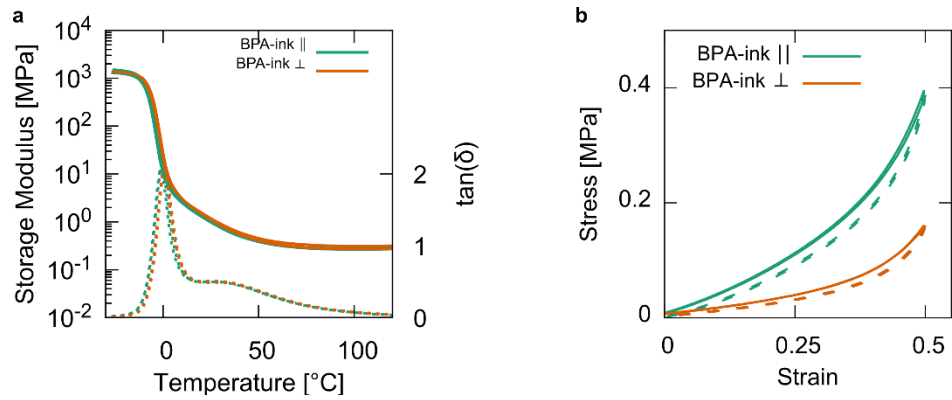 a
BPA-ink ||
BPA-ink ⊥
Storage Modulus [MPa]
10⁴
10³
10²
10¹
10⁰
10⁻¹
10⁻²
2
1
0
tan(δ)
0 50 100
Temperature [°C]
b
BPA-ink ||
BPA-ink ⊥
Stress [MPa]
0.4
0.2
0
0 0.25 0.5
Strain